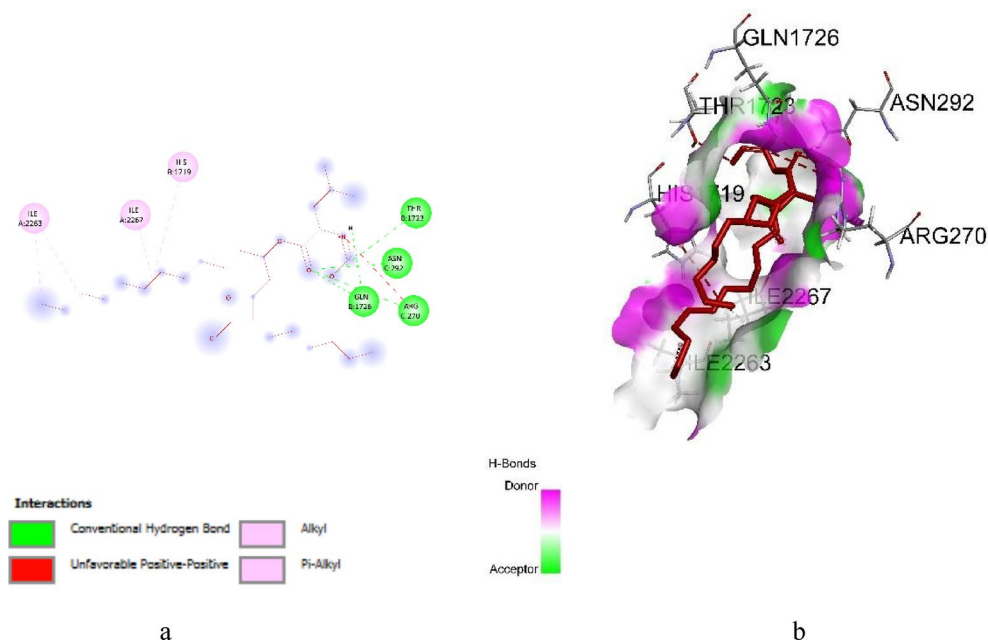 HIS
B:1719
ILE
A:2263
ILE
A:2267
THR
B:1723
ASN
C:292
GLN
B:1726
ARG
C:270
H
Interactions
Conventional Hydrogen Bond
Alkyl
Unfavorable Positive-Positive
Pi-Alkyl
a
GLN1726
THR1723
ASN292
HIS1719
ARG270
ILE2267
ILE2263
H-Bonds
Donor
Acceptor
b